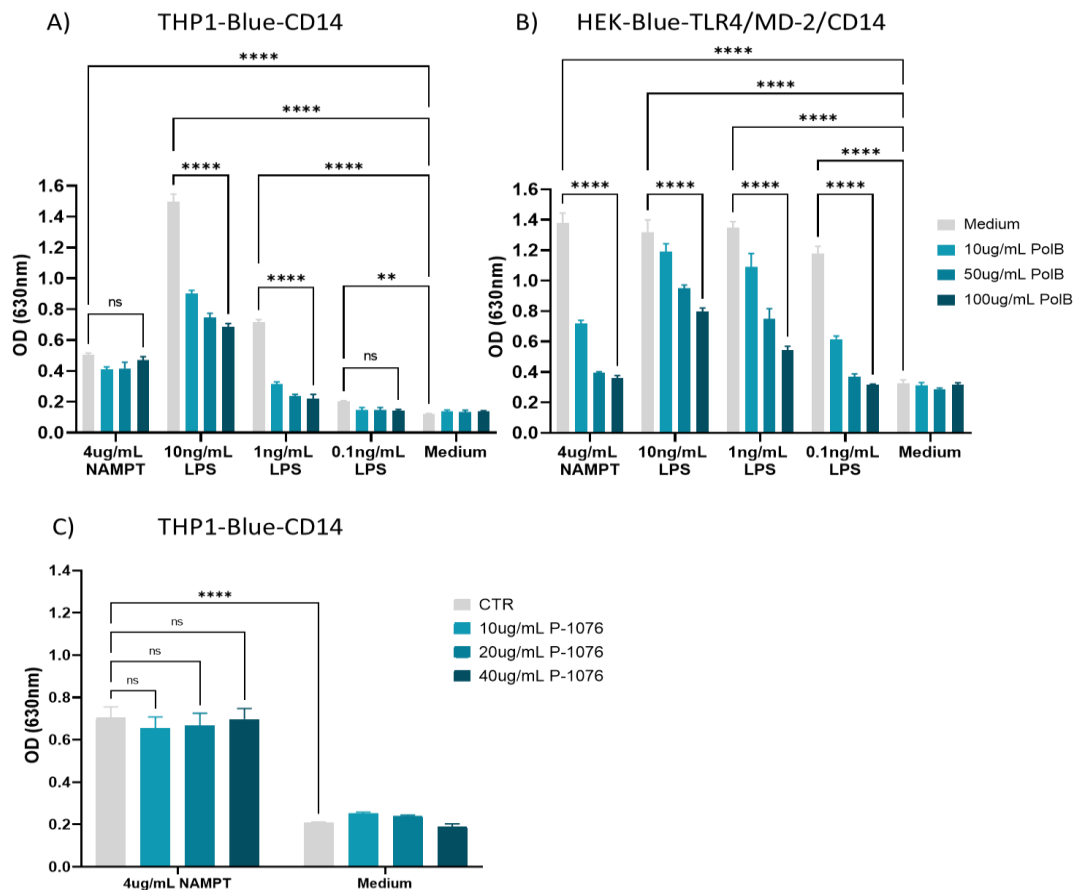 A) THP1-Blue-CD14
****
****
****
****
****
**
ns
ns
OD (630nm)
1.6
1.4
1.2
1.0
0.8
0.6
0.4
0.2
0.0
4ug/mL NAMPT
10ng/mL LPS
1ng/mL LPS
0.1ng/mL LPS
Medium
B) HEK-Blue-TLR4/MD-2/CD14
****
****
****
****
****
****
****
****
OD (630nm)
1.6
1.4
1.2
1.0
0.8
0.6
0.4
0.2
0.0
4ug/mL NAMPT
10ng/mL LPS
1ng/mL LPS
0.1ng/mL LPS
Medium
Medium
10ug/mL PolB
50ug/mL PolB
100ug/mL PolB
C) THP1-Blue-CD14
****
ns
ns
ns
OD (630nm)
1.4
1.2
1.0
0.8
0.6
0.4
0.2
0.0
4ug/mL NAMPT
Medium
CTR
10ug/mL P-1076
20ug/mL P-1076
40ug/mL P-1076